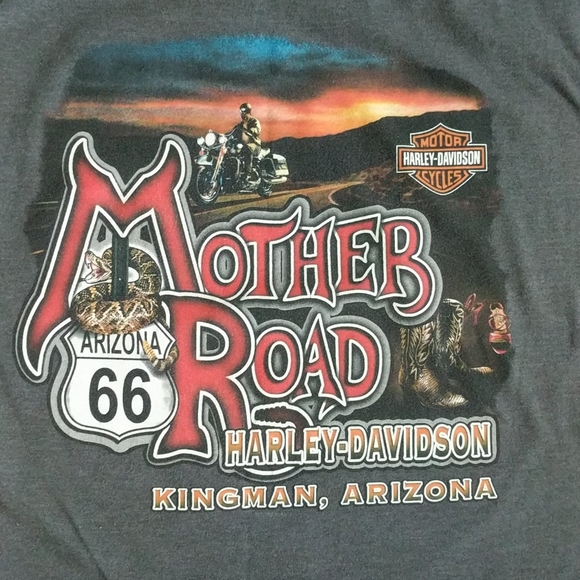 MOTOR
HARLEY-DAVIDSON
CYCLES
MOTHER
ROAD
ARIZONA
66
HARLEY-DAVIDSON
KINGMAN, ARIZONA